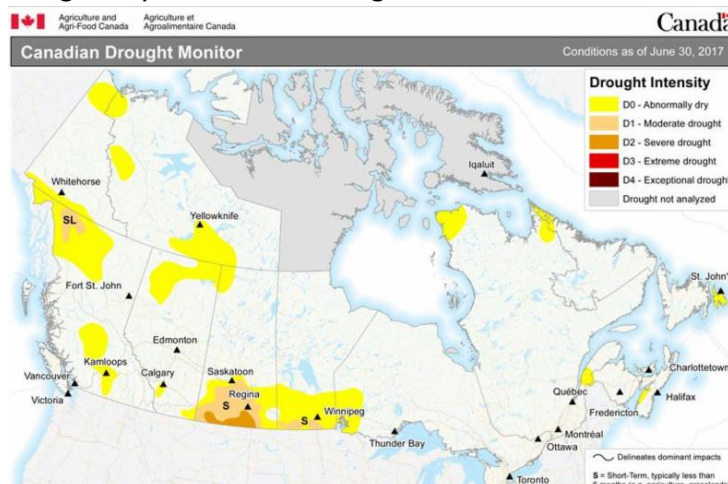 Agriculture and Agriculture et
Agri-Food Canada Agroalimentaire Canada
Canada
Canadian Drought Monitor
Conditions as of June 30, 2017
Drought Intensity
D0 - Abnormally dry
D1 - Moderate drought
D2 - Severe drought
D3 - Extreme drought
D4 - Exceptional drought
Drought not analyzed
Iqaluit
Whitehorse
SL
Yellowknife
St. John'
Fort St. John
Edmonton
Kamloops
Calgary
Saskatoon
Vancouver
Victoria
S
Regina
S
Winnipeg
Thunder Bay
Québec
Charlottetown
Halifax
Fredericton
Montréal
Ottawa
Toronto
Delineates dominant impacts
S = Short-Term, typically less than